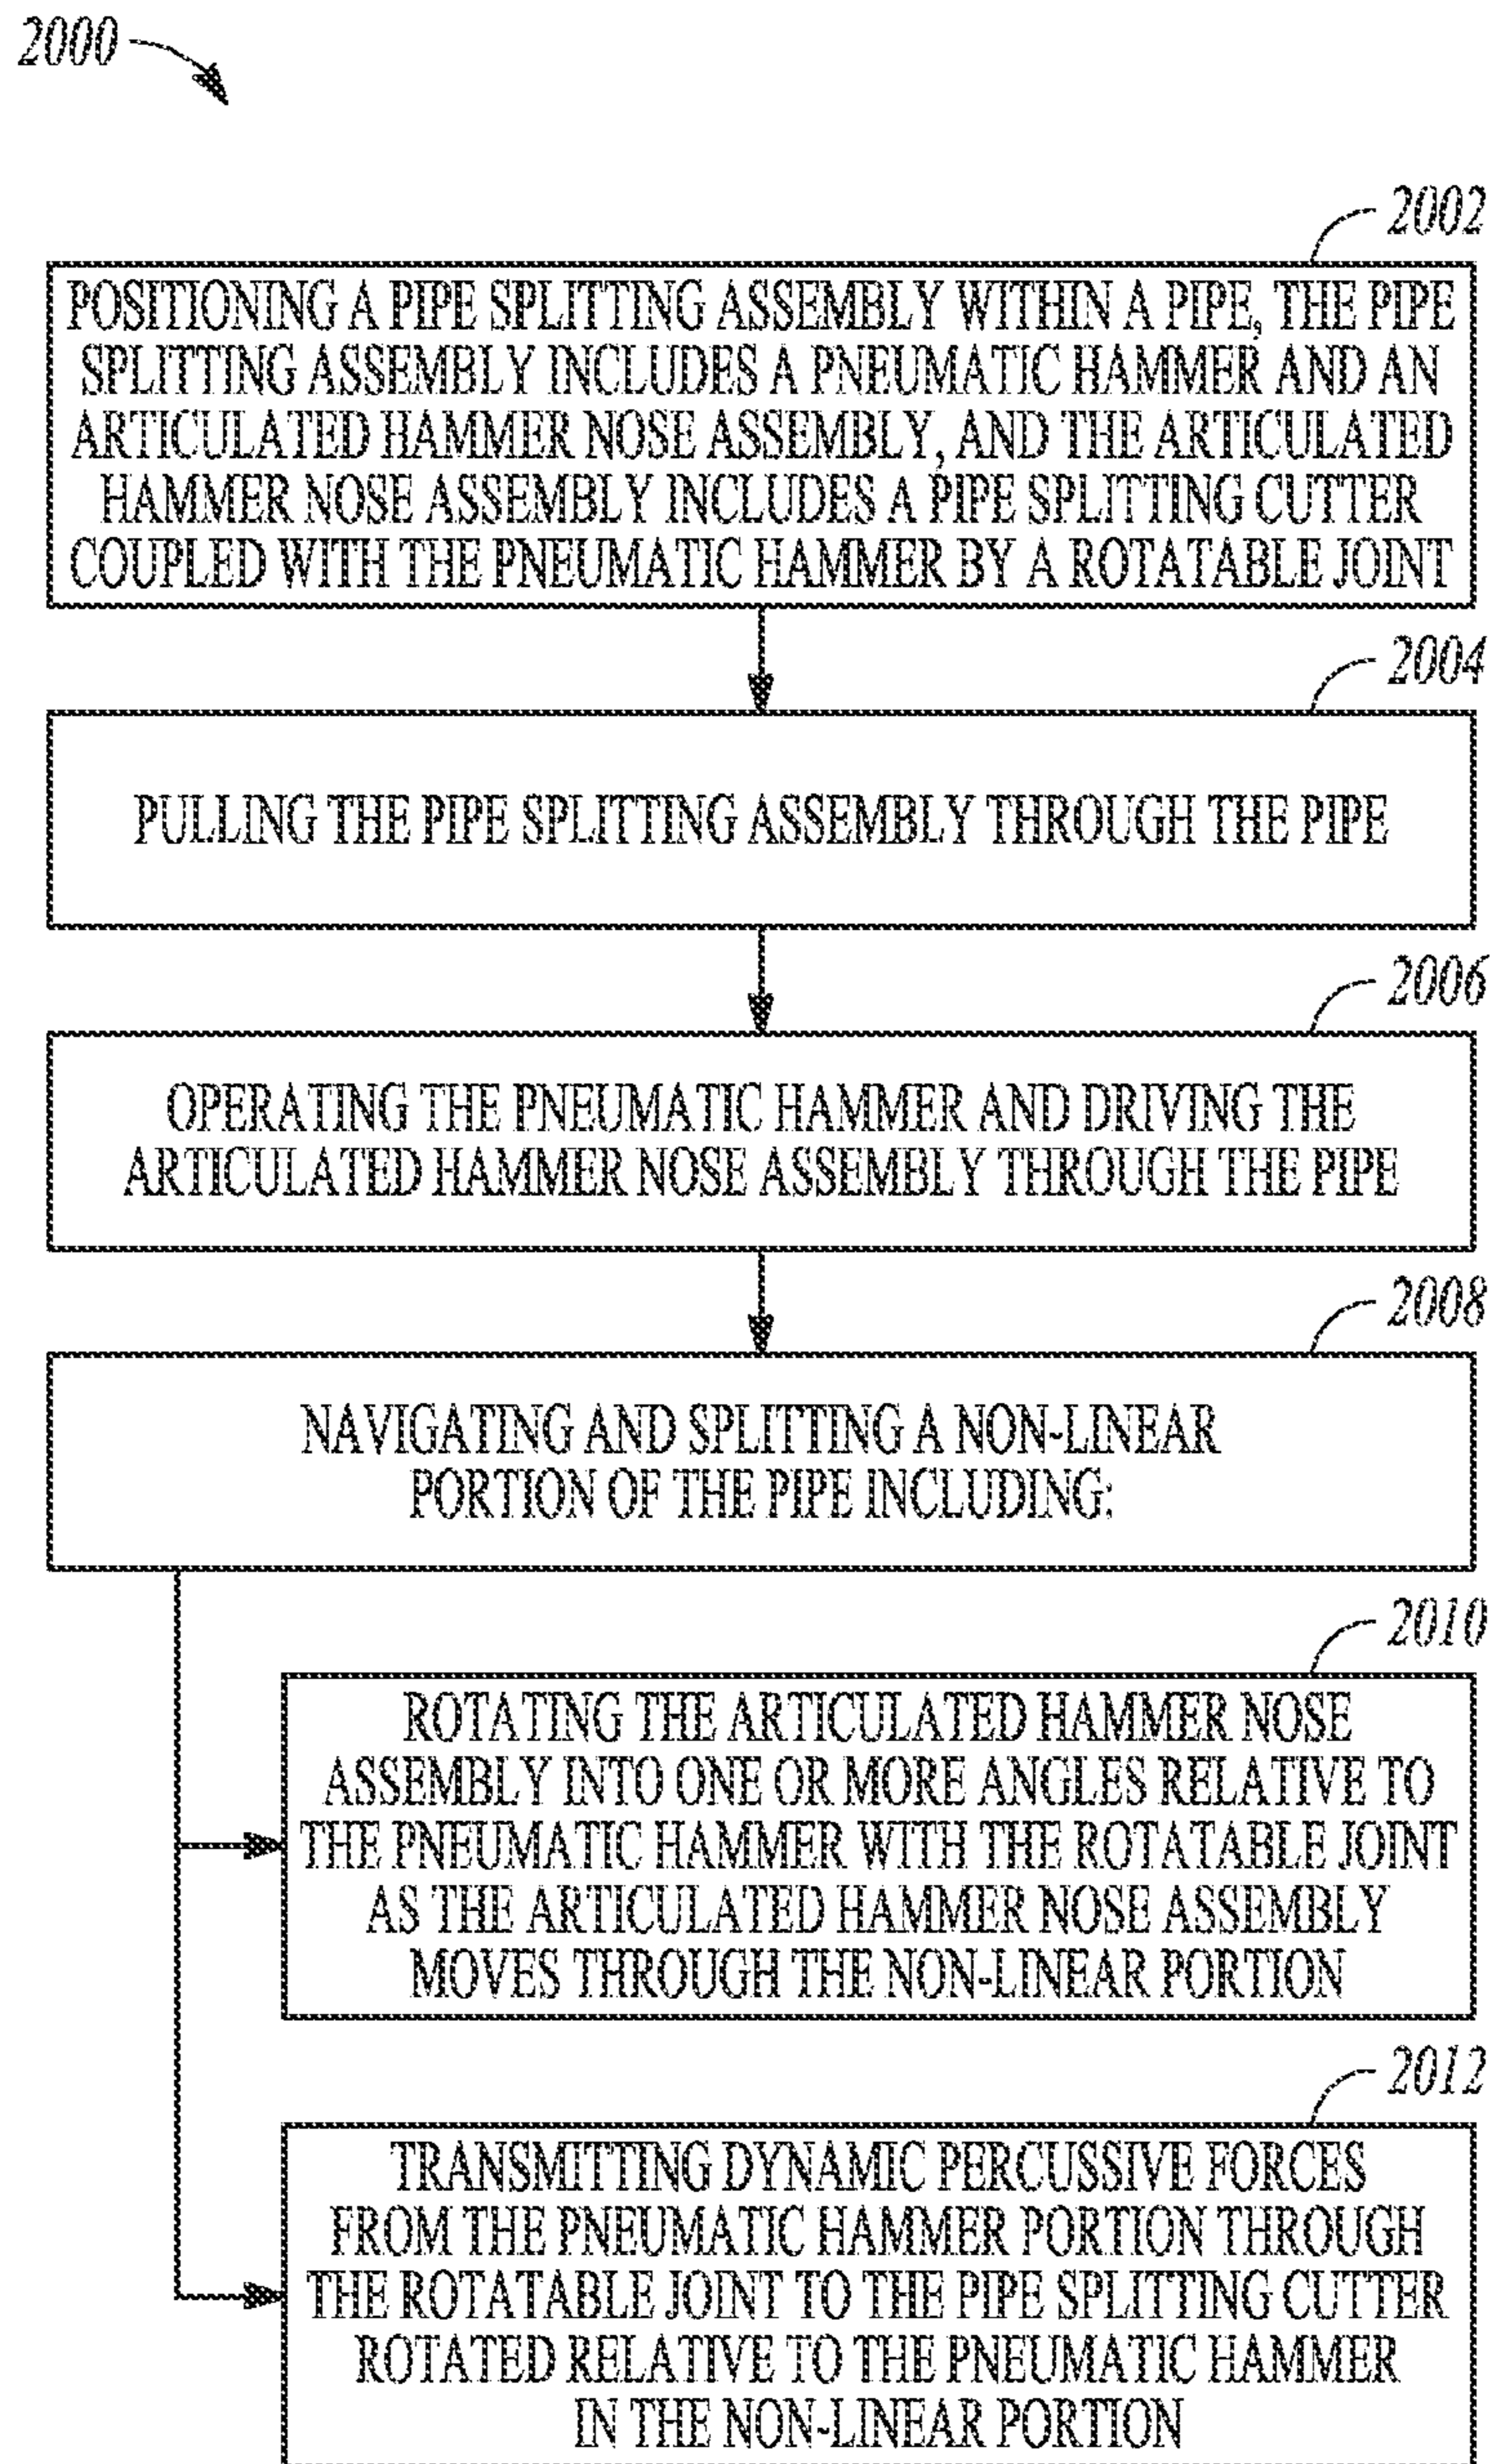 2000
2002
POSITIONING A PIPE SPLITTING ASSEMBLY WITHIN A PIPE, THE PIPE
SPLITTING ASSEMBLY INCLUDES A PNEUMATIC HAMMER AND AN
ARTICULATED HAMMER NOSE ASSEMBLY, AND THE ARTICULATED
HAMMER NOSE ASSEMBLY INCLUDES A PIPE SPLITTING CUTTER
COUPLED WITH THE PNEUMATIC HAMMER BY A ROTATABLE JOINT
2004
PULLING THE PIPE SPLITTING ASSEMBLY THROUGH THE PIPE
2006
OPERATING THE PNEUMATIC HAMMER AND DRIVING THE
ARTICULATED HAMMER NOSE ASSEMBLY THROUGH THE PIPE
2008
NAVIGATING AND SPLITTING A NON-LINEAR
PORTION OF THE PIPE INCLUDING:
2010
ROTATING THE ARTICULATED HAMMER NOSE
ASSEMBLY INTO ONE OR MORE ANGLES RELATIVE TO
THE PNEUMATIC HAMMER WITH THE ROTATABLE JOINT
AS THE ARTICULATED HAMMER NOSE ASSEMBLY
MOVES THROUGH THE NON-LINEAR PORTION
2012
TRANSMITTING DYNAMIC PERCUSSIVE FORCES
FROM THE PNEUMATIC HAMMER PORTION THROUGH
THE ROTATABLE JOINT TO THE PIPE SPLITTING CUTTER
ROTATED RELATIVE TO THE PNEUMATIC HAMMER
IN THE NON-LINEAR PORTION